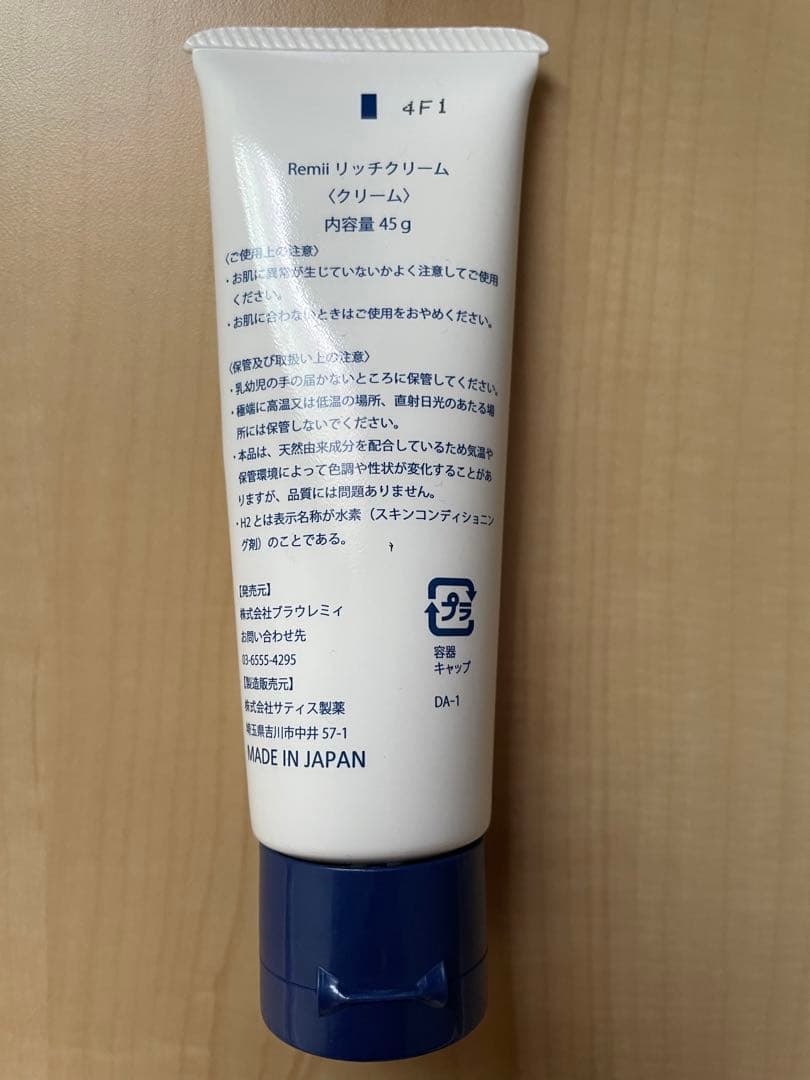 4F1
Remii リッチクリーム
〈クリーム〉
内容量 45g
〈ご使用上の注意〉
・お肌に異常が生じていないかよく注意してご使用
ください。
・お肌に合わないときはご使用をおやめください。
〈保管及び取扱い上の注意〉
・乳幼児の手の届かないところに保管してください。
・極端に高温又は低温の場所、直射日光のあたる場
所には保管しないでください。
・本品は、天然由来成分を配合しているため気温や
保管環境によって色調や性状が変化することがあ
りますが、品質には問題ありません。
・H2とは表示名称が水素（スキンコンディショニン
グ剤）のことである。
【発売元】
株式会社ブラウレミィ
お問い合わせ先
03-6555-4295
【製造販売元】
株式会社サティス製薬
埼玉県吉川市中井 57-1
MADE IN JAPAN
プラ
容器
キャップ
DA-1